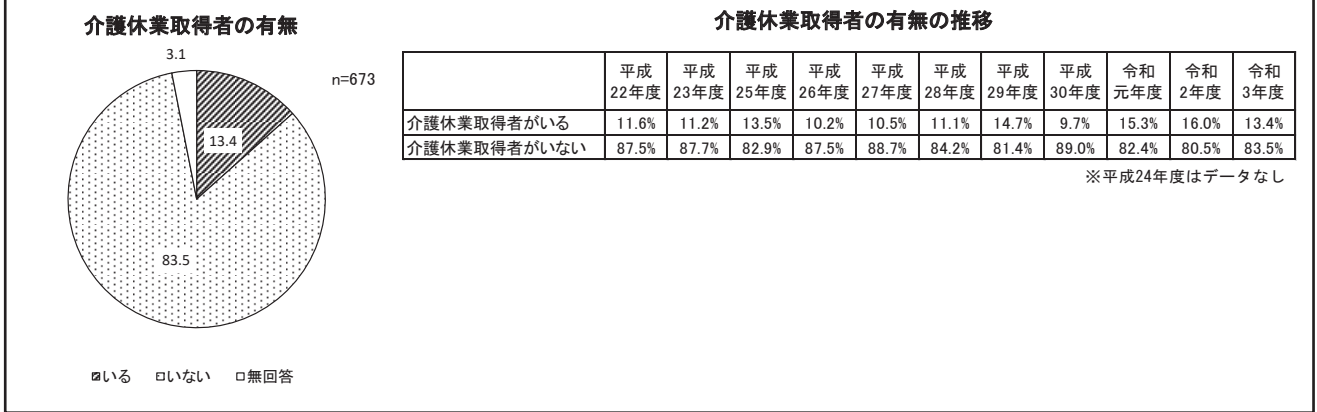 介護休業取得者の有無
3.1
n=673
13.4
83.5
▨いる □いない □無回答
介護休業取得者の有無の推移
平成 平成 平成 平成 平成 平成 平成 平成 令和 令和 令和
22年度 23年度 25年度 26年度 27年度 28年度 29年度 30年度 元年度 2年度 3年度
介護休業取得者がいる 11.6% 11.2% 13.5% 10.2% 10.5% 11.1% 14.7% 9.7% 15.3% 16.0% 13.4%
介護休業取得者がいない 87.5% 87.7% 82.9% 87.5% 88.7% 84.2% 81.4% 89.0% 82.4% 80.5% 83.5%
※平成24年度はデータなし